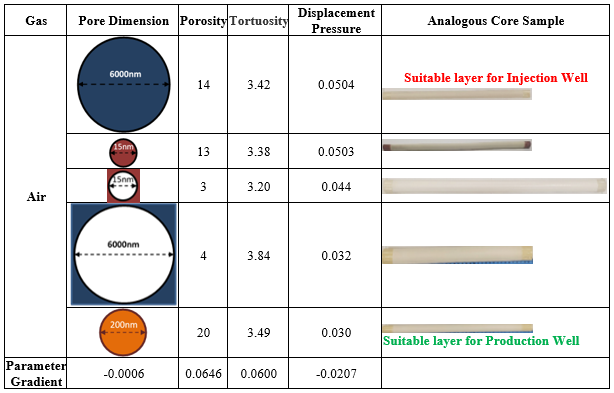 Gas Pore Dimension Porosity Tortuosity Displacement Pressure Analogous Core Sample
Air
6000nm 14 3.42 0.0504 Suitable layer for Injection Well
15nm 13 3.38 0.0503
15nm 3 3.20 0.044
6000nm 4 3.84 0.032
200nm 20 3.49 0.030 Suitable layer for Production Well
Parameter Gradient -0.0006 0.0646 0.0600 -0.0207